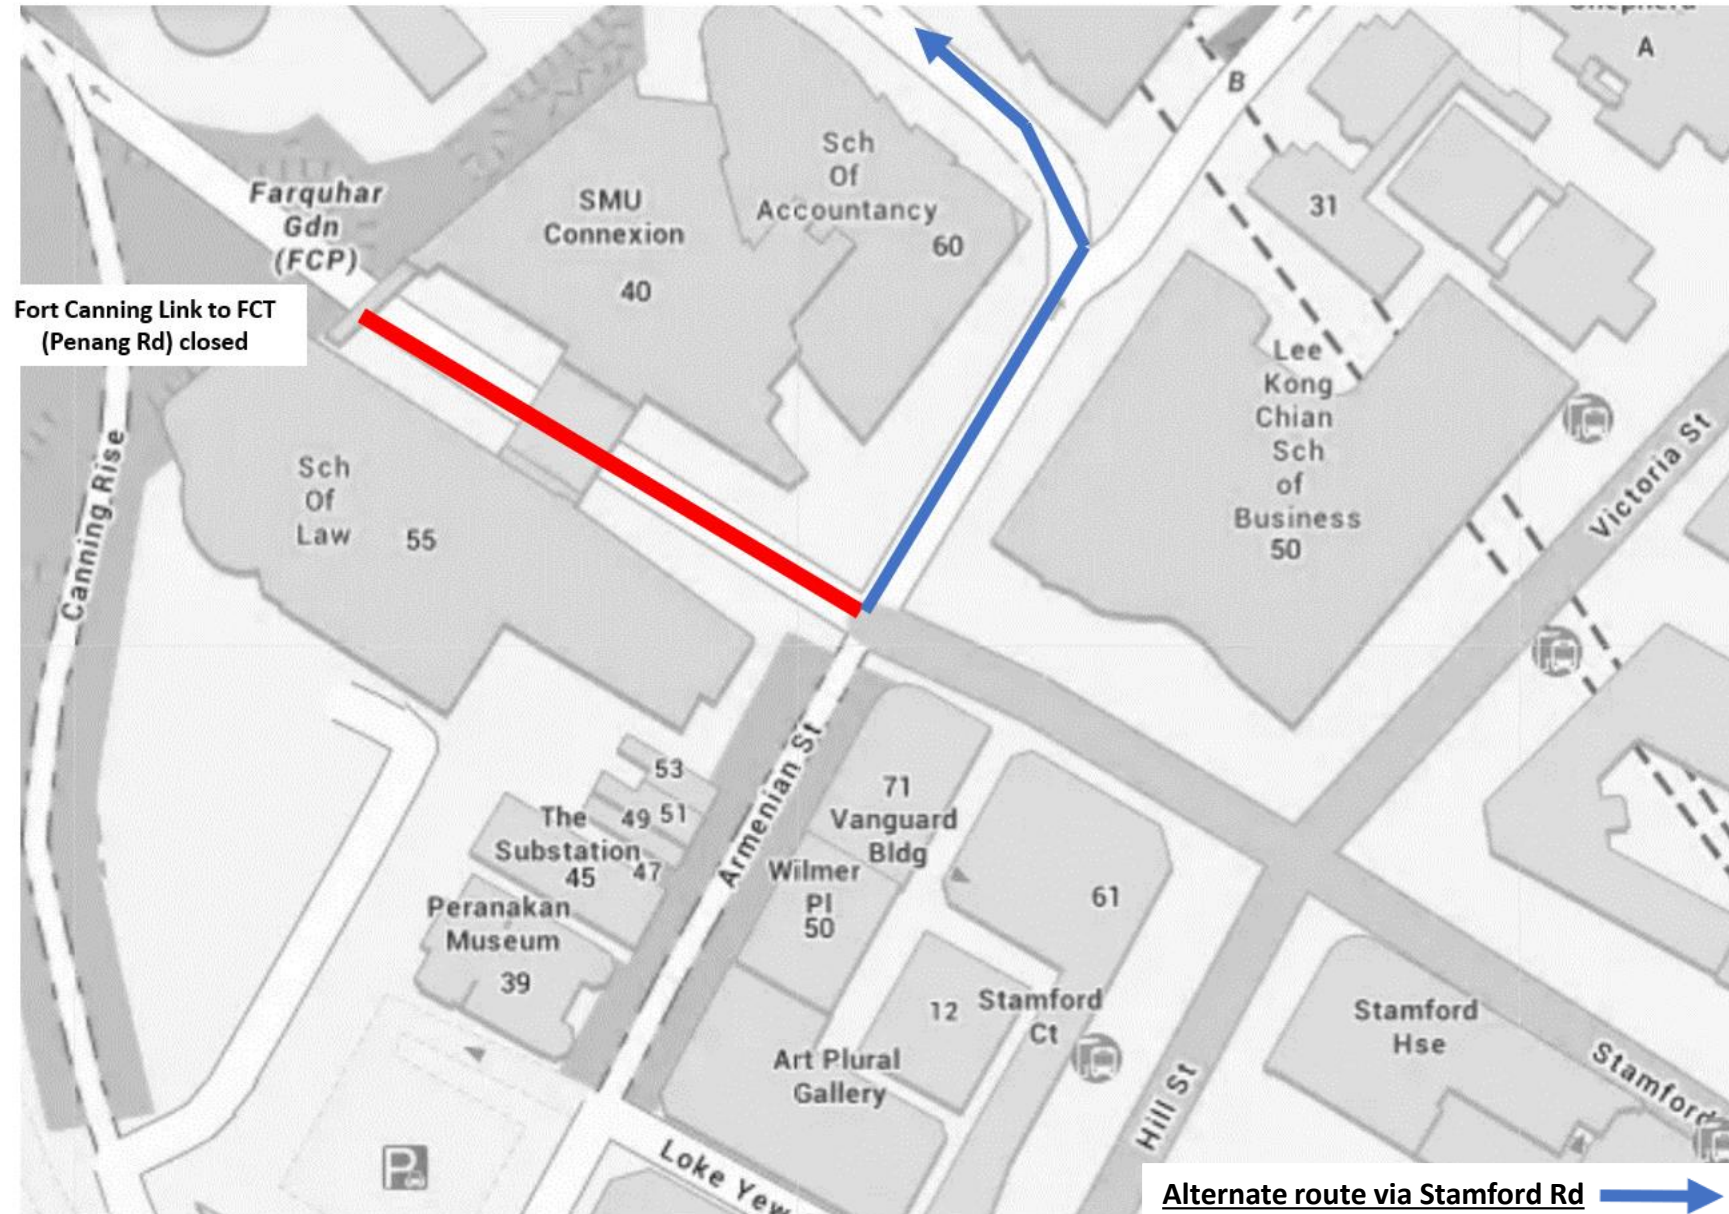 Shepherd
A
B
Sch
Of
Accountancy
60
Farquhar
Gdn
(FCP)
SMU
Connexion
40
31
Fort Canning Link to FCT
(Penang Rd) closed
Lee
Kong
Chian
Sch
of
Business
50
Victoria St
Canning Rise
Sch
Of
Law
55
Armenian St
53
49
51
The
Substation
45
47
71
Vanguard
Bldg
Wilmer
Pl
50
61
Peranakan
Museum
39
12
Stamford
Ct
Stamford
Hse
Art Plural
Gallery
Hill St
Stamford
P
Loke Yew
Alternate route via Stamford Rd